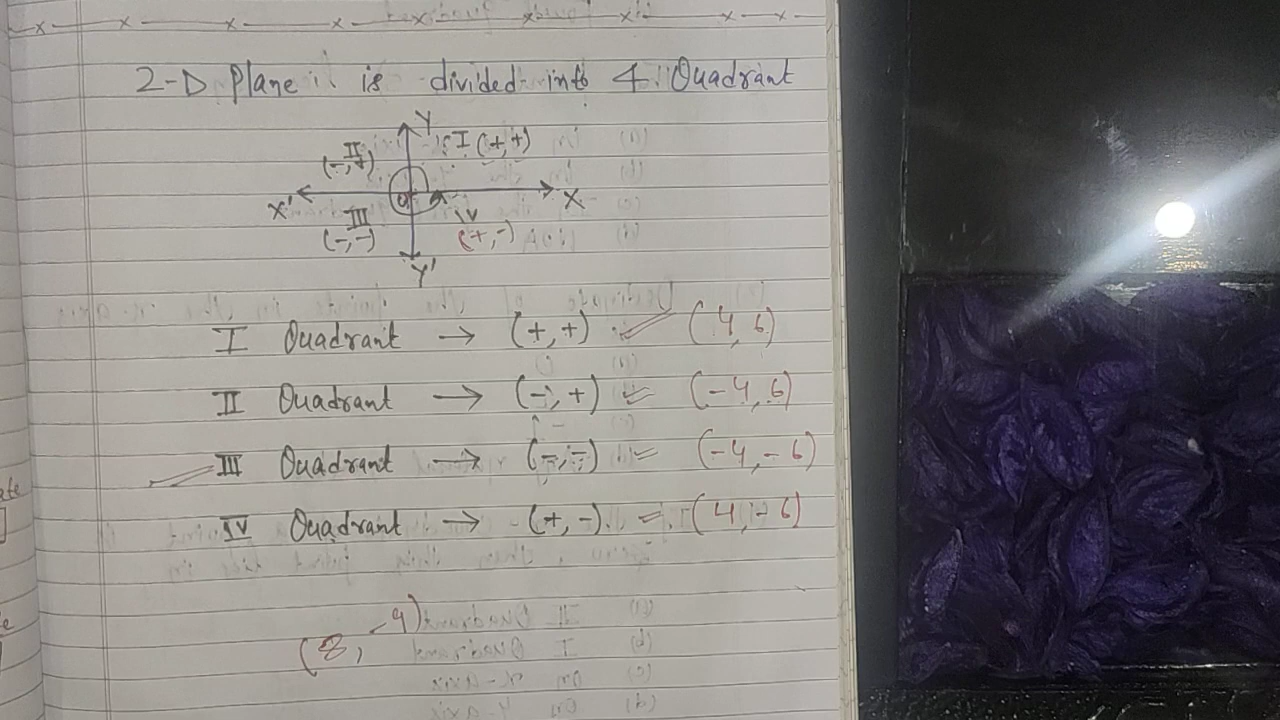 2-D Plane is divided into 4 Quadrant
Y
II
I (+,+)
(-,+)
X'
O
X
III
IV
(-,-)
(+,-)
Y'
I Quadrant → (+,+) (4,6)
II Quadrant → (-,+) (-4,6)
III Quadrant → (-,-) (-4,-6)
IV Quadrant → (+,-) (4,-6)
(8, -9)